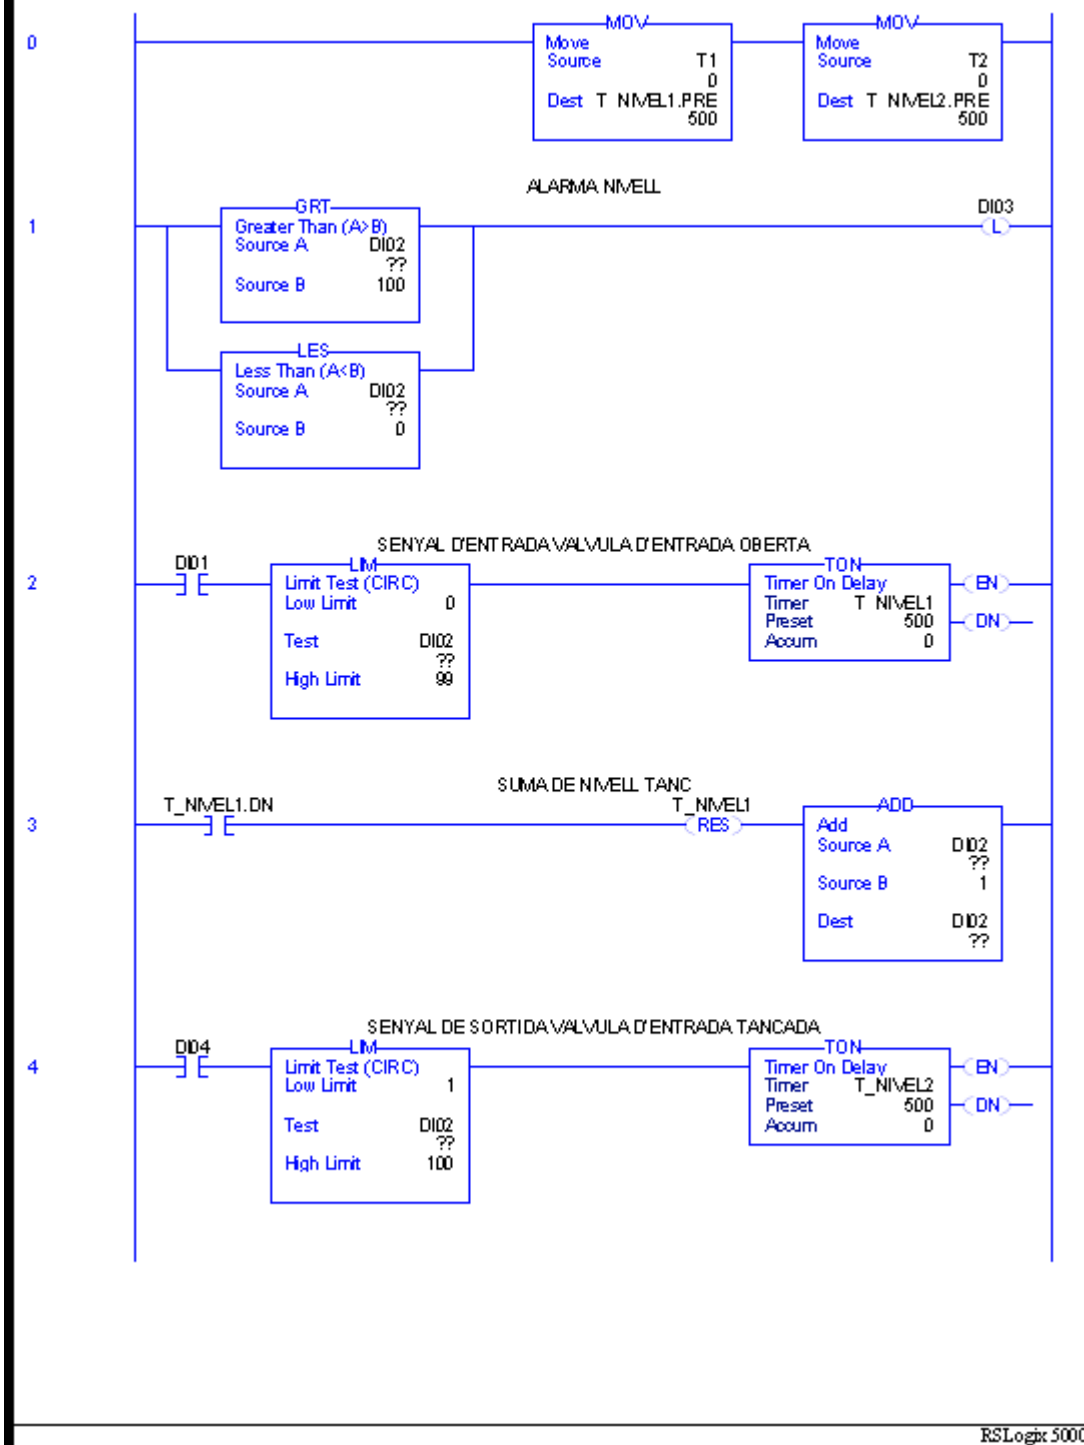 0
MOV
Move
Source T1
0
Dest T_NIVEL1.PRE
500
MOV
Move
Source T2
0
Dest T_NIVEL2.PRE
500
ALARMA NIVELL
1
GRT
Greater Than (A>B)
Source A DI02
??
Source B 100
DI03
L
LES
Less Than (A<B)
Source A DI02
??
Source B 0
SENYAL D'ENTRADA VALVULA D'ENTRADA OBERTA
2
DI01
LIM
Limit Test (CIRC)
Low Limit 0
Test DI02
??
High Limit 99
TON
Timer On Delay
Timer T_NIVEL1
Preset 500
Accum 0
EN
DN
SUMA DE NIVELL TANC
3
T_NIVEL1.DN
T_NIVEL1
RES
ADD
Add
Source A DI02
??
Source B 1
Dest DI02
??
SENYAL DE SORTIDA VALVULA D'ENTRADA TANCADA
4
DI04
LIM
Limit Test (CIRC)
Low Limit 1
Test DI02
??
High Limit 100
TON
Timer On Delay
Timer T_NIVEL2
Preset 500
Accum 0
EN
DN
RSLogix 5000